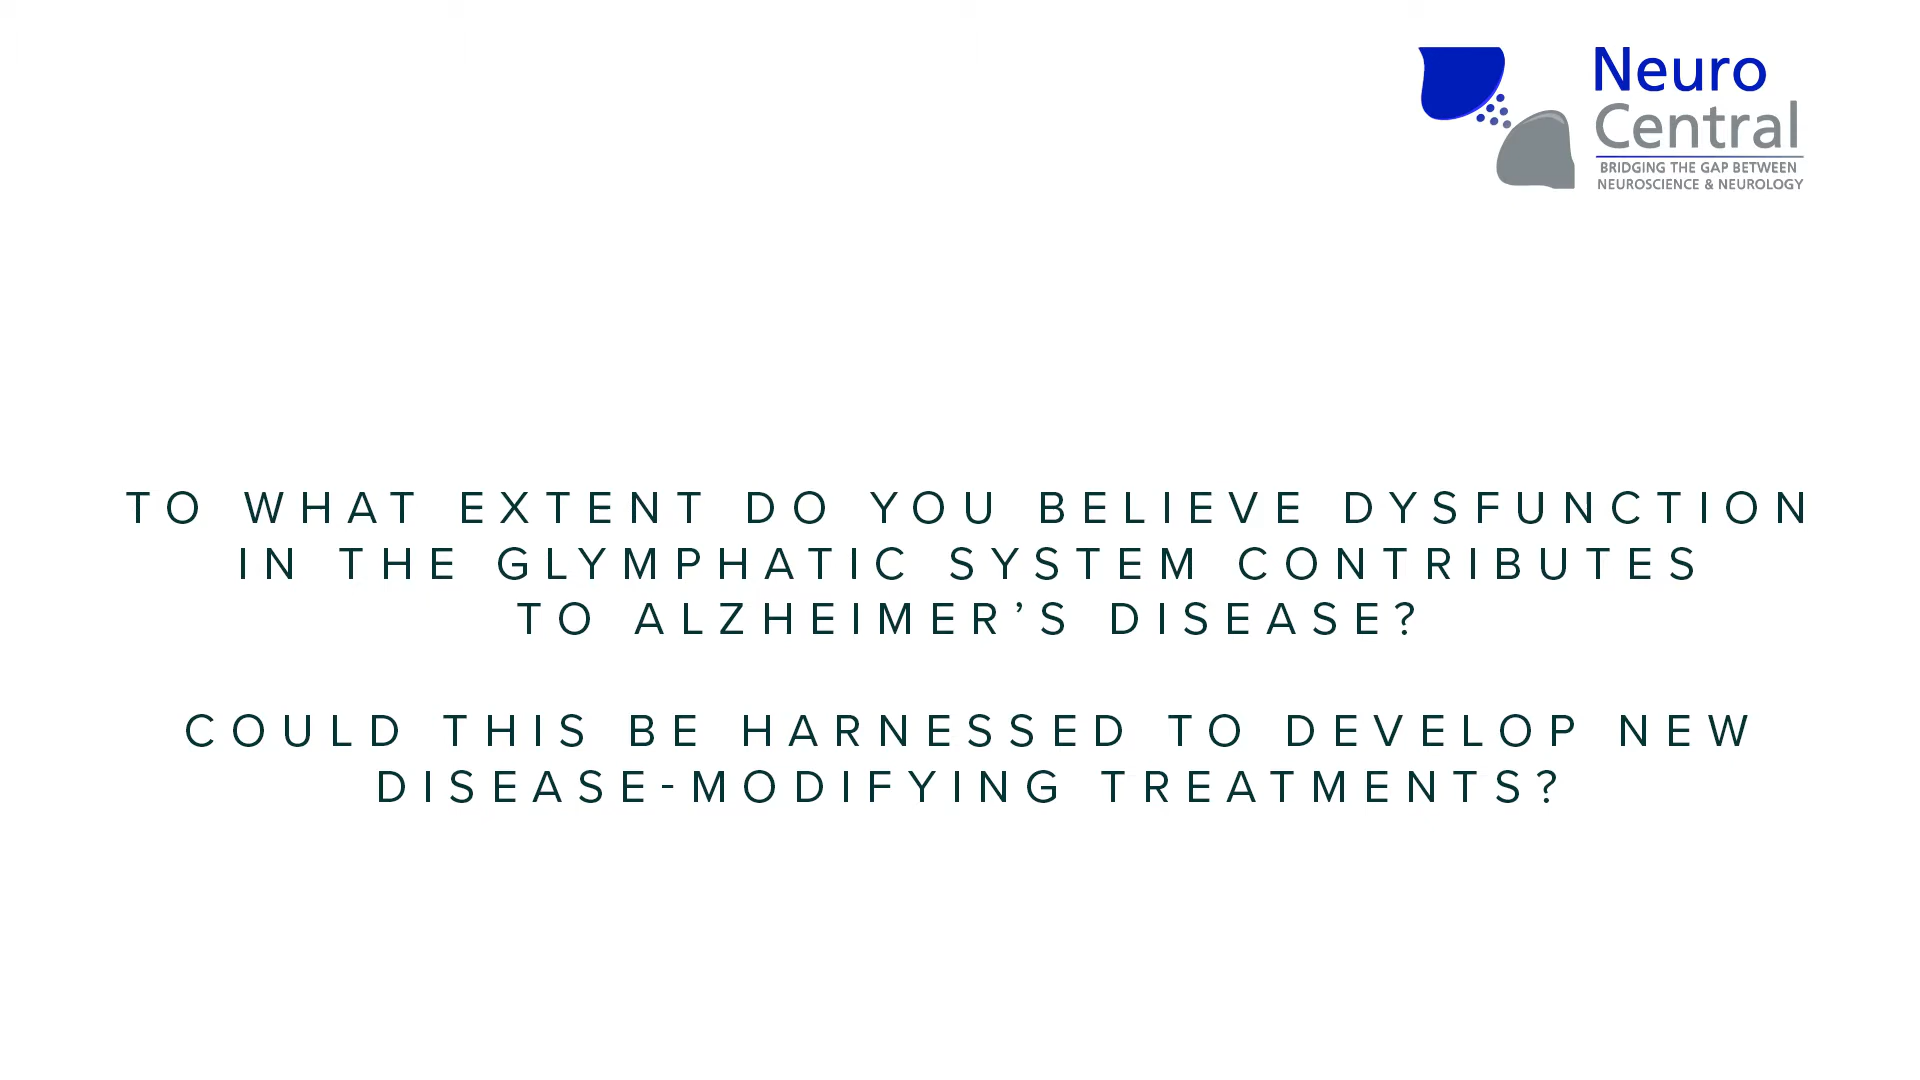 Neuro
Central
BRIDGING THE GAP BETWEEN
NEUROSCIENCE & NEUROLOGY
TO WHAT EXTENT DO YOU BELIEVE DYSFUNCTION
IN THE GLYMPHATIC SYSTEM CONTRIBUTES
TO ALZHEIMER’S DISEASE?
COULD THIS BE HARNESSED TO DEVELOP NEW
DISEASE-MODIFYING TREATMENTS?